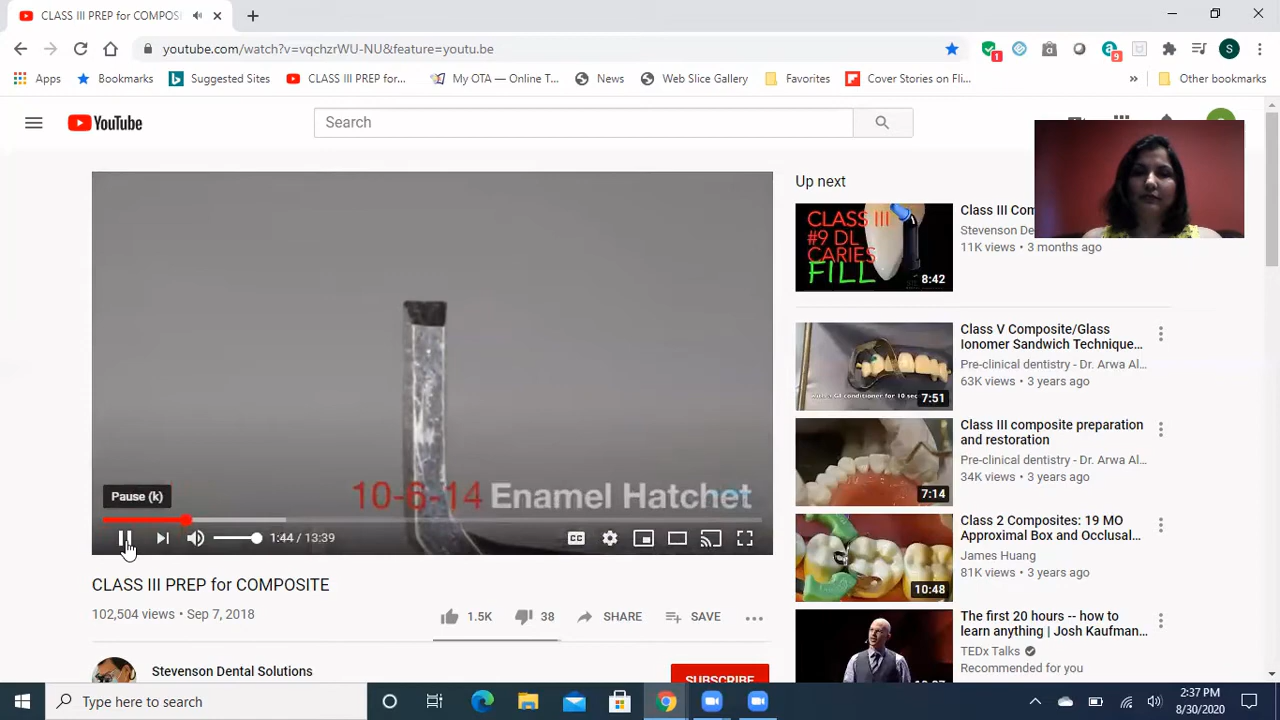 CLASS III PREP for COMPOS
youtube.com/watch?v=vqchzrWU-NU&feature=youtu.be
1
9
S
Apps
Bookmarks
Suggested Sites
CLASS III PREP for...
My OTA — Online T...
News
Web Slice Gallery
Favorites
Cover Stories on Fli...
»
Other bookmarks
YouTube
Search
Up next
CLASS III
#9 DL
CARIES
FILL
8:42
Class III Com
Stevenson De
11K views • 3 months ago
10-6-14 Enamel Hatchet
Pause (k)
1:44 / 13:39
CC
7:51
Class V Composite/Glass
Ionomer Sandwich Technique...
Pre-clinical dentistry - Dr. Arwa Al...
63K views • 3 years ago
7:14
Class III composite preparation
and restoration
Pre-clinical dentistry - Dr. Arwa Al...
34K views • 3 years ago
10:48
Class 2 Composites: 19 MO
Approximal Box and Occlusal...
James Huang
81K views • 3 years ago
The first 20 hours -- how to
learn anything | Josh Kaufman...
TEDx Talks
Recommended for you
CLASS III PREP for COMPOSITE
102,504 views • Sep 7, 2018
1.5K
38
SHARE
SAVE
Stevenson Dental Solutions
SUBSCRIBE
Type here to search
2:37 PM
8/30/2020